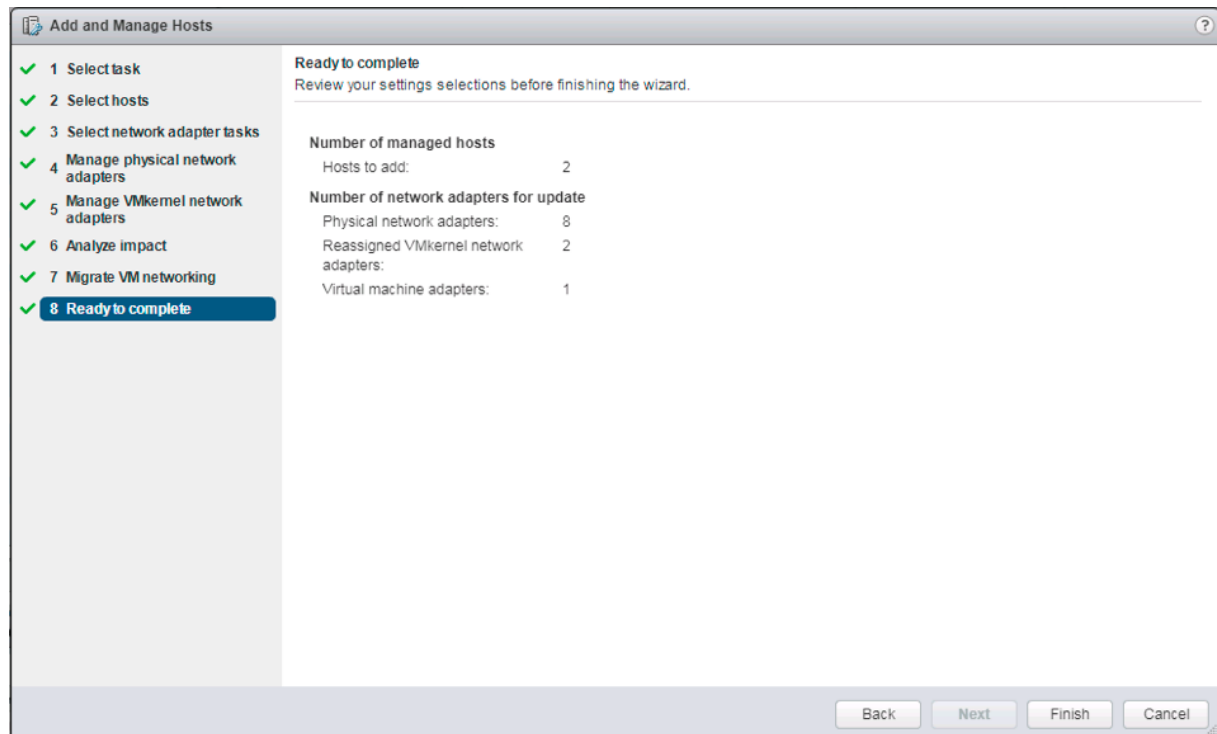 Add and Manage Hosts
?
1 Select task
2 Select hosts
3 Select network adapter tasks
4 Manage physical network
adapters
5 Manage VMkernel network
adapters
6 Analyze impact
7 Migrate VM networking
8 Ready to complete
Ready to complete
Review your settings selections before finishing the wizard.
Number of managed hosts
Hosts to add: 2
Number of network adapters for update
Physical network adapters: 8
Reassigned VMkernel network 2
adapters:
Virtual machine adapters: 1
Back Next Finish Cancel